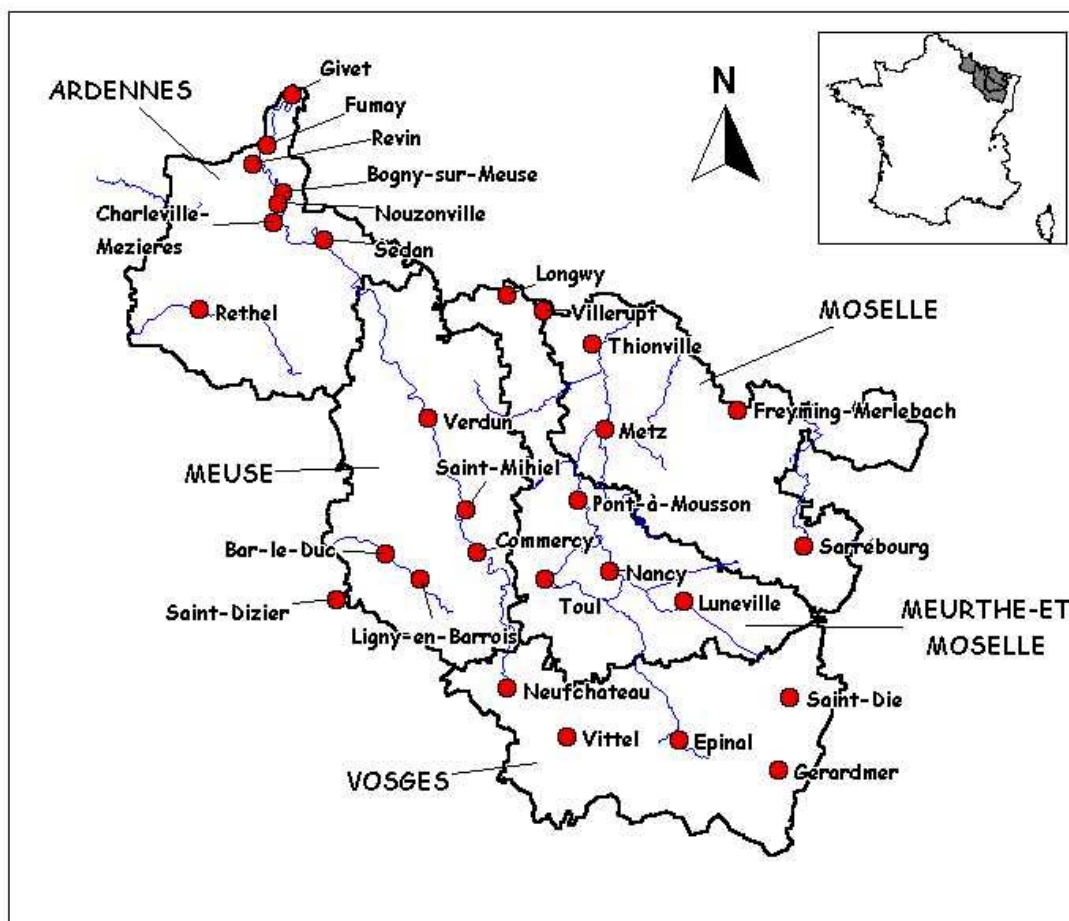 Givet
ARDENNES
Fumay
Revin
N
Bogny-sur-Meuse
Nouzonville
Charleville-
Mezieres
Sedan
Longwy
Rethel
Villerupt
MOSELLE
Thionville
Freyming-Merlebach
Verdun
Metz
MEUSE
Saint-Mihiel
Pont-à-Mousson
Bar-le-Duc
Commercy
Sarrebourg
Nancy
Saint-Dizier
Toul
Luneville
MEURTHE-ET
MOSELLE
Ligny-en-Barrois
Neufchateau
Saint-Die
Vittel
Epinal
VOSGES
Gerardmer